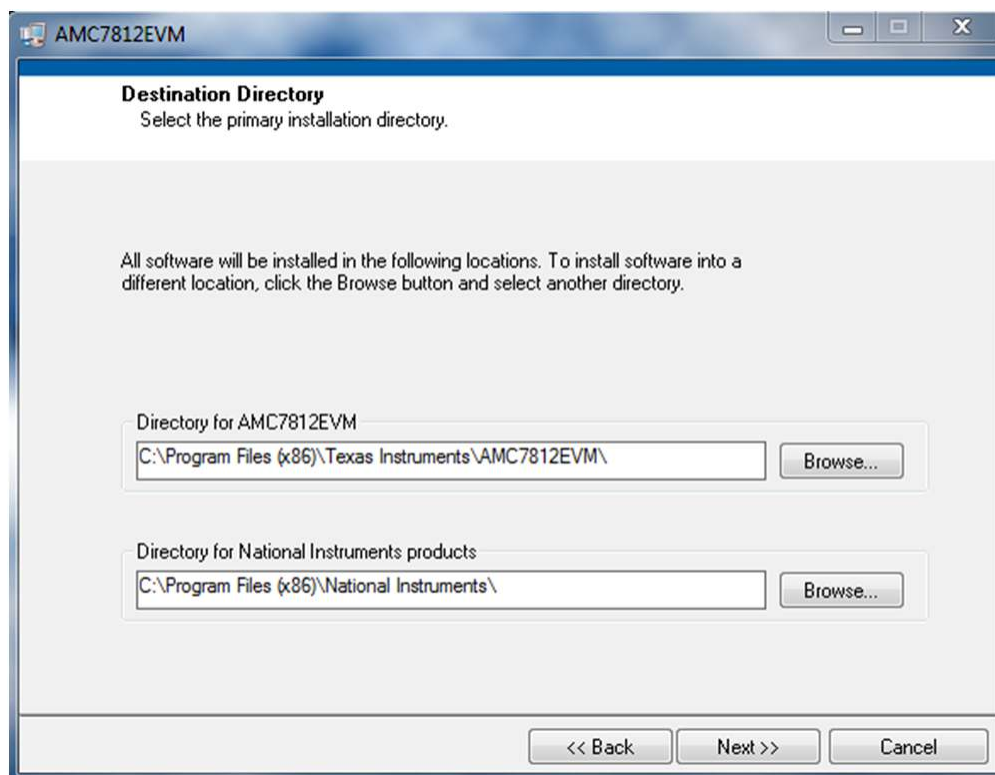 AMC7812EVM
Destination Directory
Select the primary installation directory.
All software will be installed in the following locations. To install software into a
different location, click the Browse button and select another directory.
Directory for AMC7812EVM
C:\Program Files (x86)\Texas Instruments\AMC7812EVM\
Browse...
Directory for National Instruments products
C:\Program Files (x86)\National Instruments\
Browse...
<< Back
Next >>
Cancel